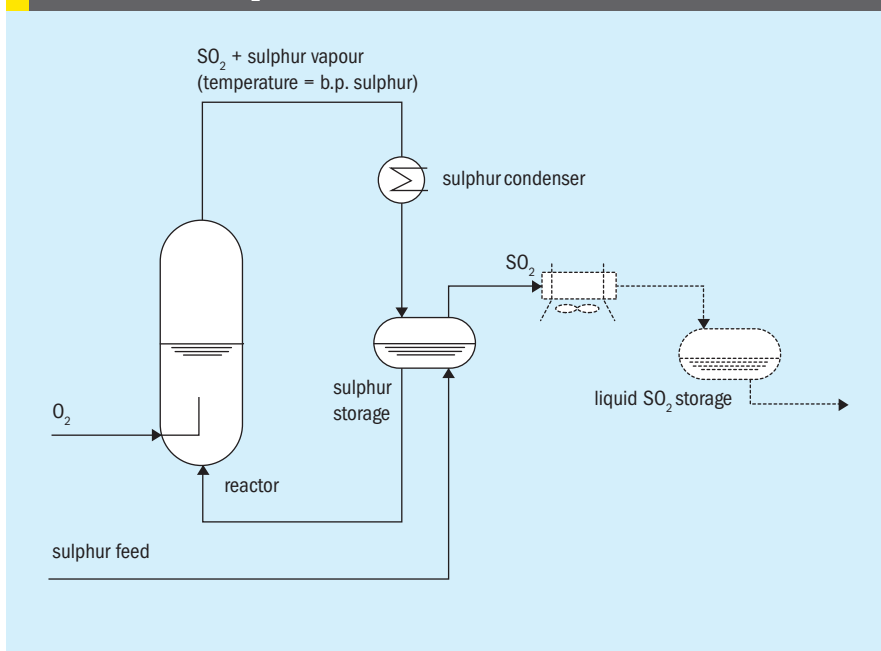 SO₂ + sulphur vapour
(temperature = b.p. sulphur)
sulphur condenser
SO₂
sulphur
storage
liquid SO₂ storage
O₂
reactor
sulphur feed